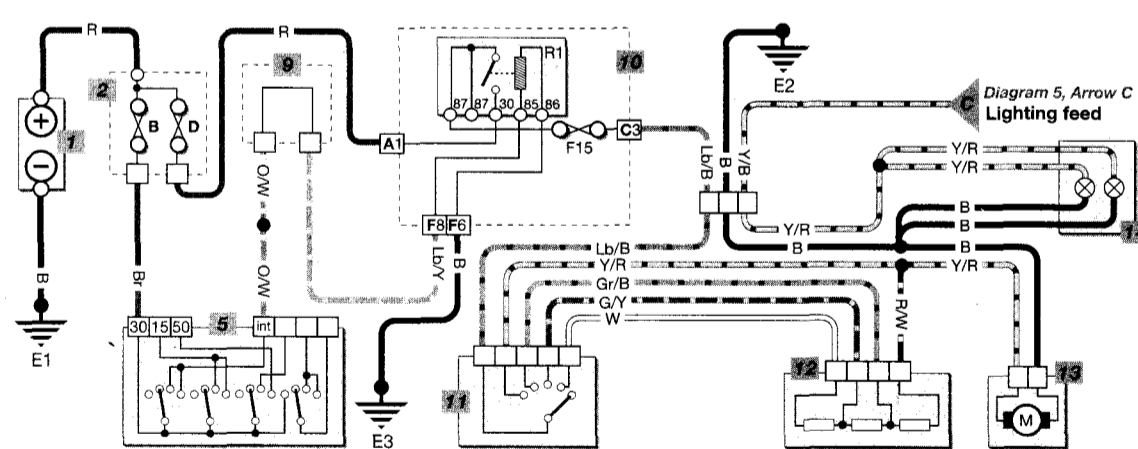 R
R
R1
9
10
2
87 87 30 85 86
B D
1
A1
F15
C3
E2
C
Diagram 5, Arrow C
Lighting feed
Y/R
Y/R
Lb/B
B
Y/B
O/W
O/W
F8 F6
Lb/Y
B
B
B
1
Y/R
B
B
Y/R
Lb/B
Y/R
Gr/B
G/Y
W
R/W
B
Br
E1
30 15 50
5
int
E3
11
12
13
M